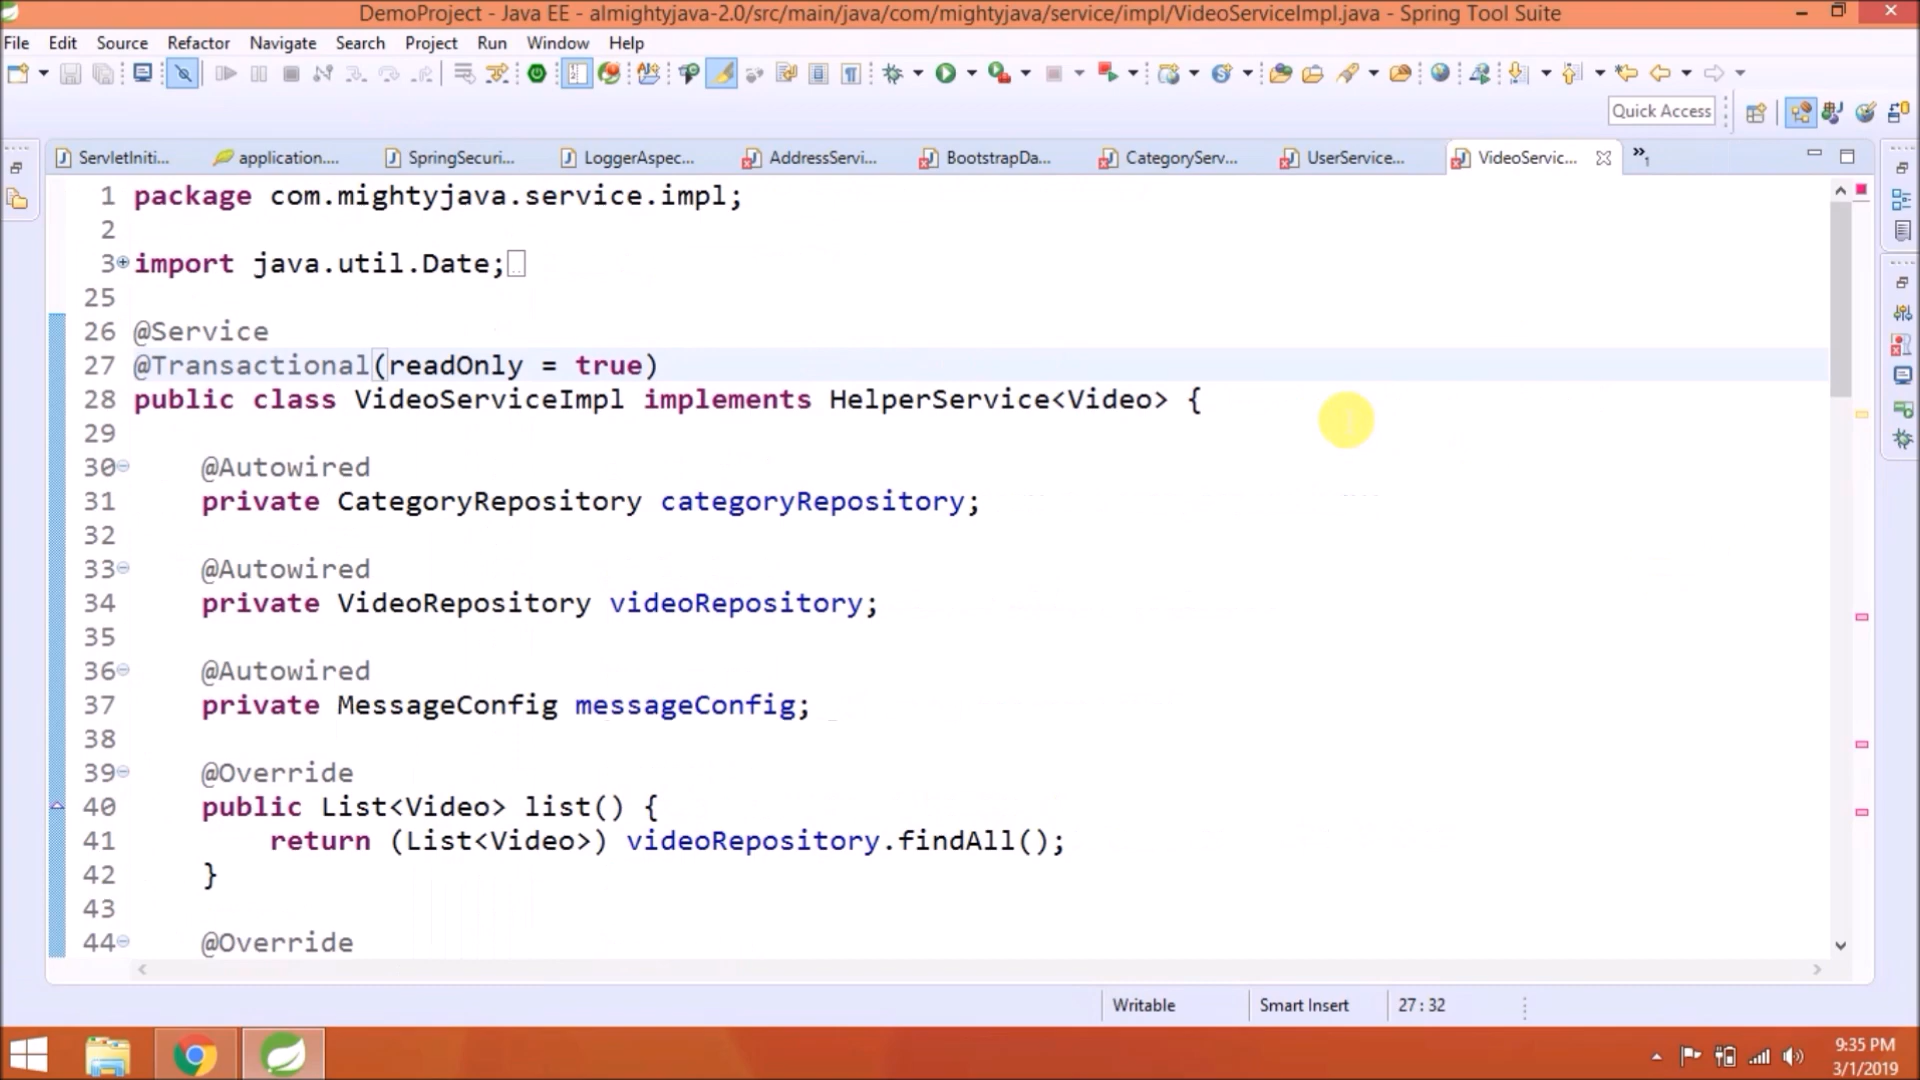 DemoProject - Java EE - almightyjava-2.0/src/main/java/com/mightyjava/service/impl/VideoServiceImpl.java - Spring Tool Suite
File Edit Source Refactor Navigate Search Project Run Window Help
Quick Access
ServletIniti... application.... SpringSecuri... LoggerAspec... AddressServi... BootstrapDa... CategoryServ... UserService... VideoServic... »1
1 package com.mightyjava.service.impl;
2
3 import java.util.Date;
25
26 @Service
27 @Transactional(readOnly = true)
28 public class VideoServiceImpl implements HelperService<Video> {
29
30 @Autowired
31 private CategoryRepository categoryRepository;
32
33 @Autowired
34 private VideoRepository videoRepository;
35
36 @Autowired
37 private MessageConfig messageConfig;
38
39 @Override
40 public List<Video> list() {
41 return (List<Video>) videoRepository.findAll();
42 }
43
44 @Override
Writable Smart Insert 27 : 32
9:35 PM
3/1/2019